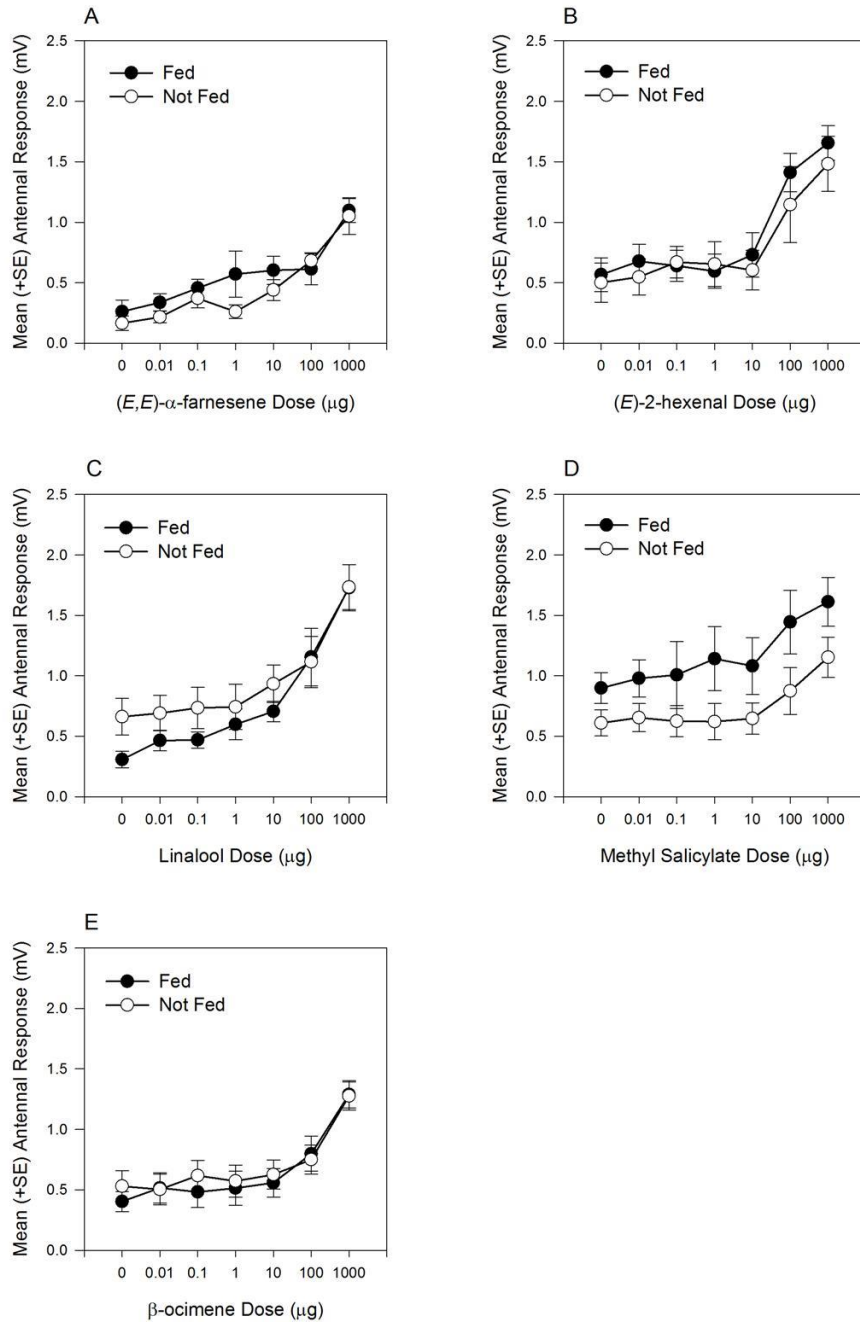 A
Mean (+SE) Antennal Response (mV)
2.5
2.0
1.5
1.0
0.5
0.0
Fed
Not Fed
0 0.01 0.1 1 10 100 1000
(E,E)-α-farnesene Dose (µg)
B
Mean (+SE) Antennal Response (mV)
2.5
2.0
1.5
1.0
0.5
0.0
Fed
Not Fed
0 0.01 0.1 1 10 100 1000
(E)-2-hexenal Dose (µg)
C
Mean (+SE) Antennal Response (mV)
2.5
2.0
1.5
1.0
0.5
0.0
Fed
Not Fed
0 0.01 0.1 1 10 100 1000
Linalool Dose (µg)
D
Mean (+SE) Antennal Response (mV)
2.5
2.0
1.5
1.0
0.5
0.0
Fed
Not Fed
0 0.01 0.1 1 10 100 1000
Methyl Salicylate Dose (µg)
E
Mean (+SE) Antennal Response (mV)
2.5
2.0
1.5
1.0
0.5
0.0
Fed
Not Fed
0 0.01 0.1 1 10 100 1000
β-ocimene Dose (µg)